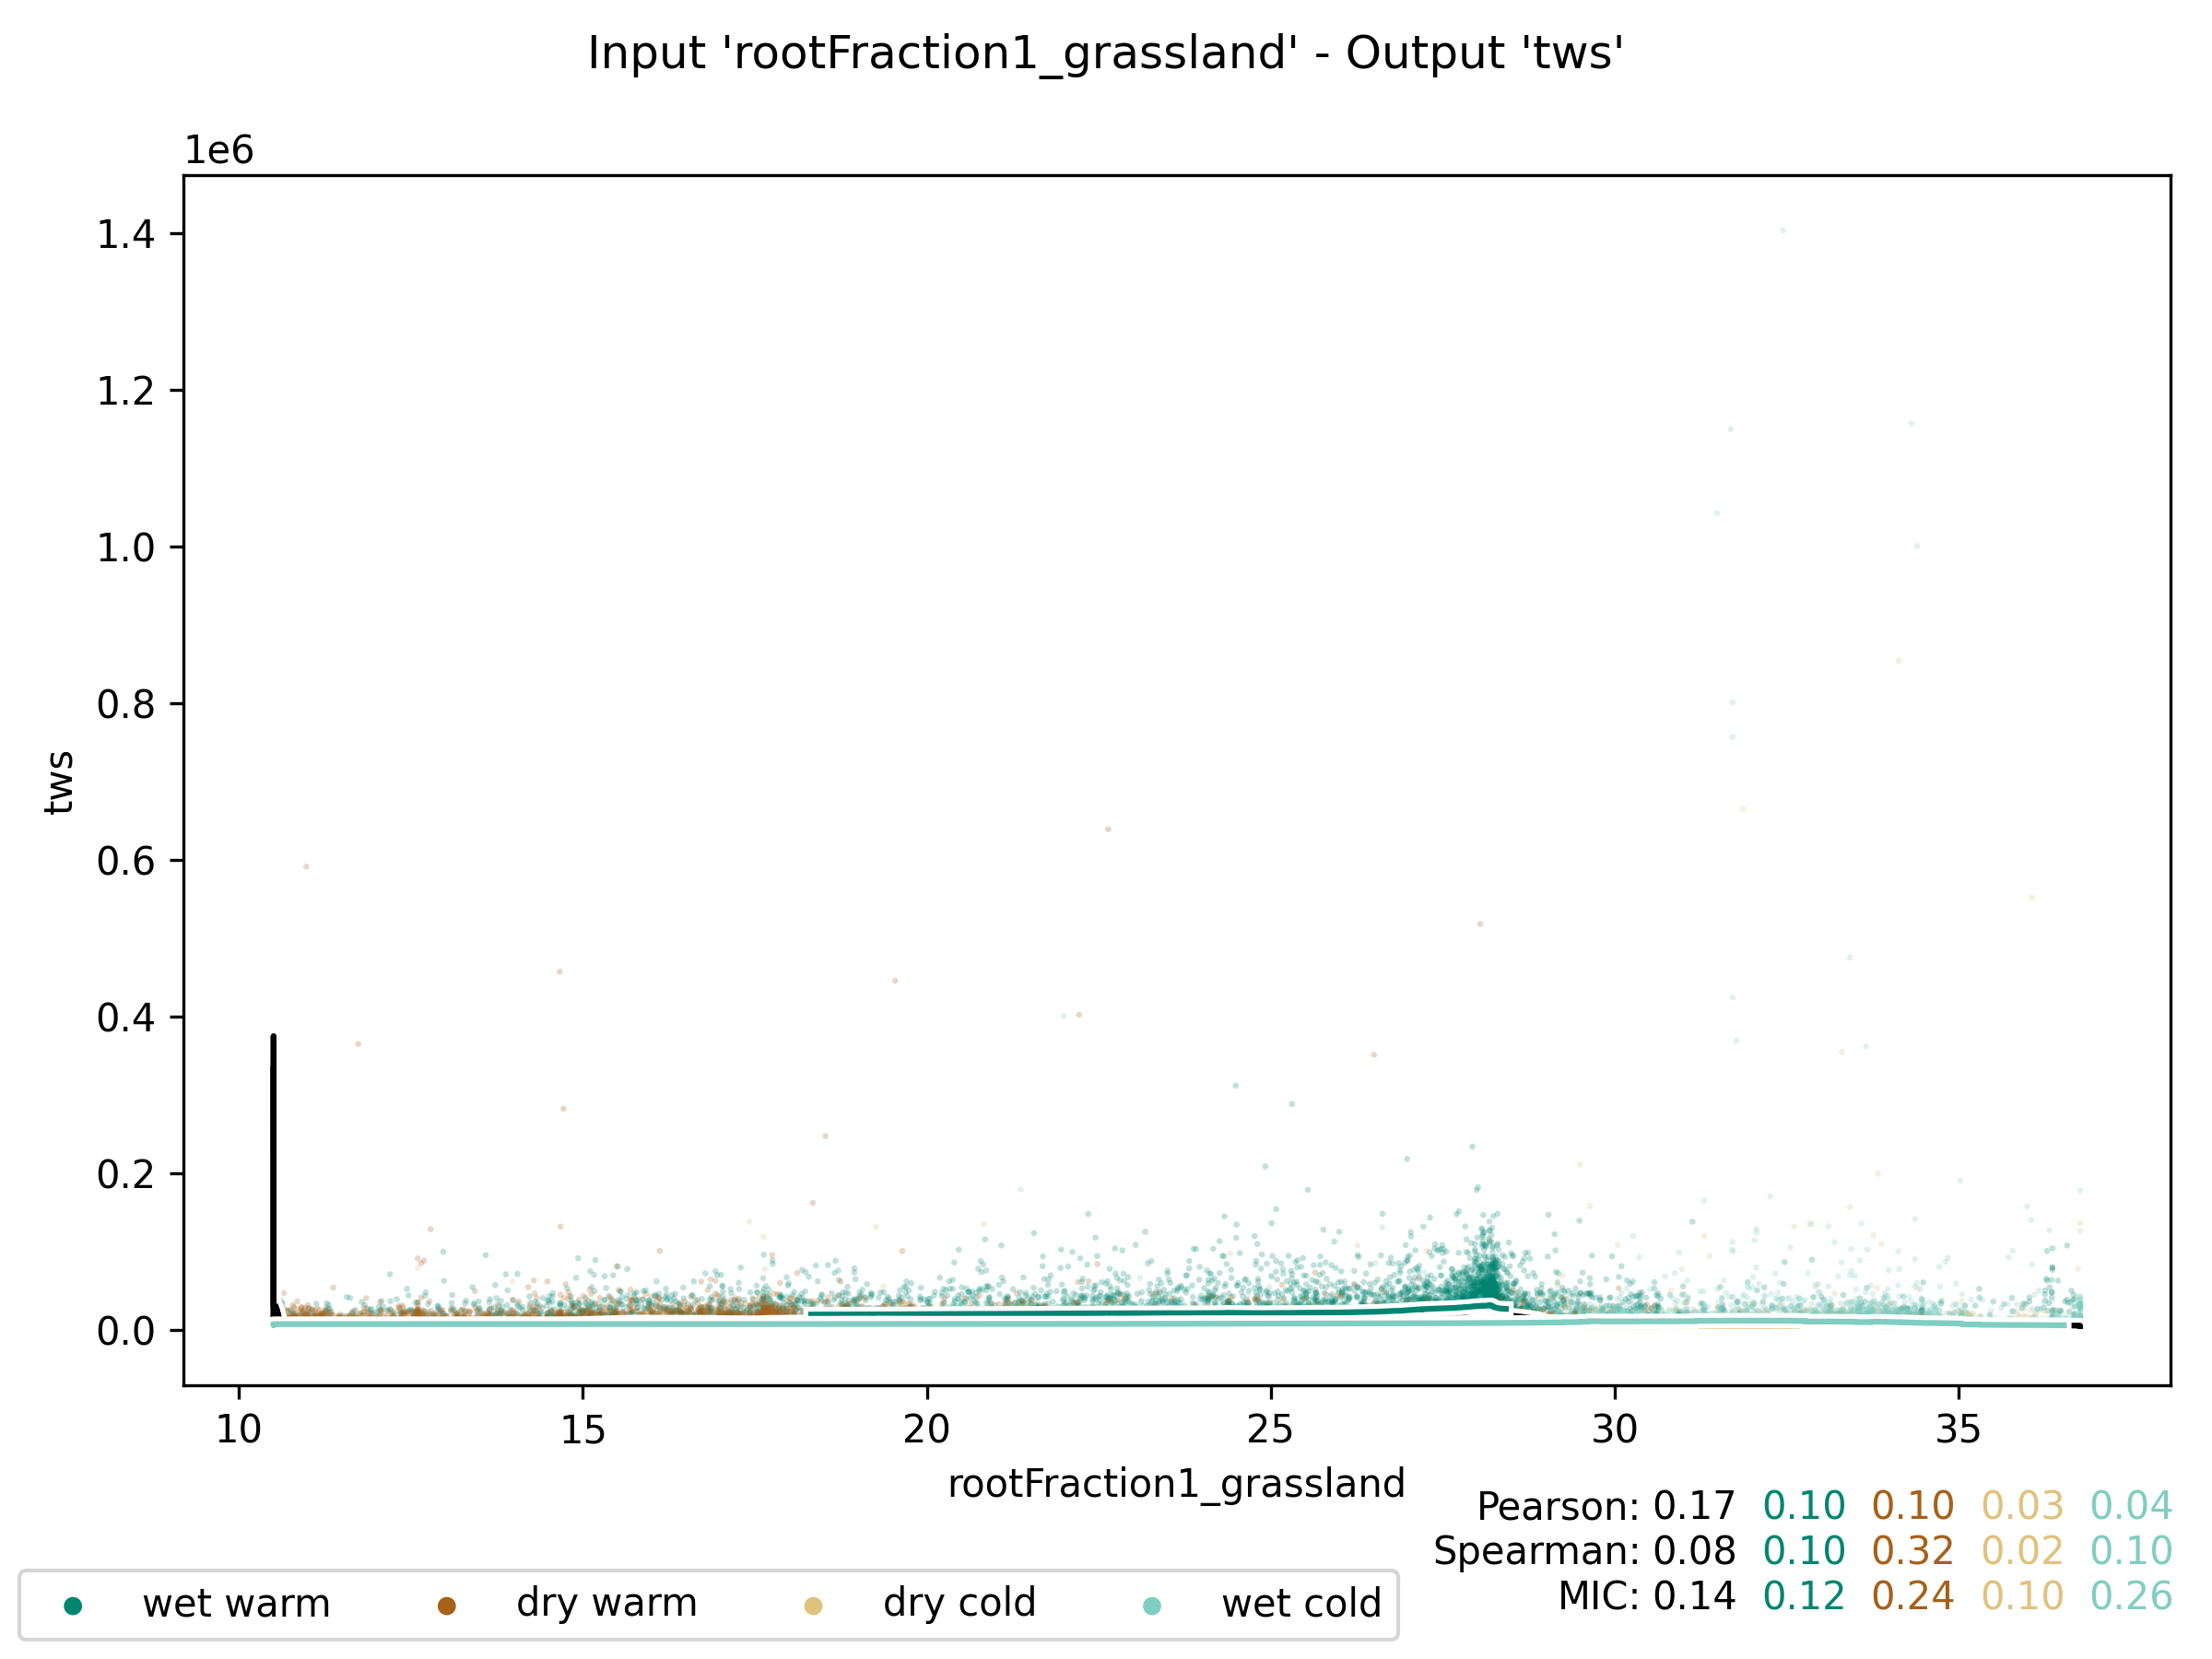 Input 'rootFraction1_grassland' - Output 'tws'
1e6
1.4
1.2
1.0
0.8
0.6
0.4
0.2
0.0
tws
10 15 20 25 30 35
rootFraction1_grassland
Pearson: 0.17 0.10 0.10 0.03 0.04
Spearman: 0.08 0.10 0.32 0.02 0.10
MIC: 0.14 0.12 0.24 0.10 0.26
wet warm dry warm dry cold wet cold